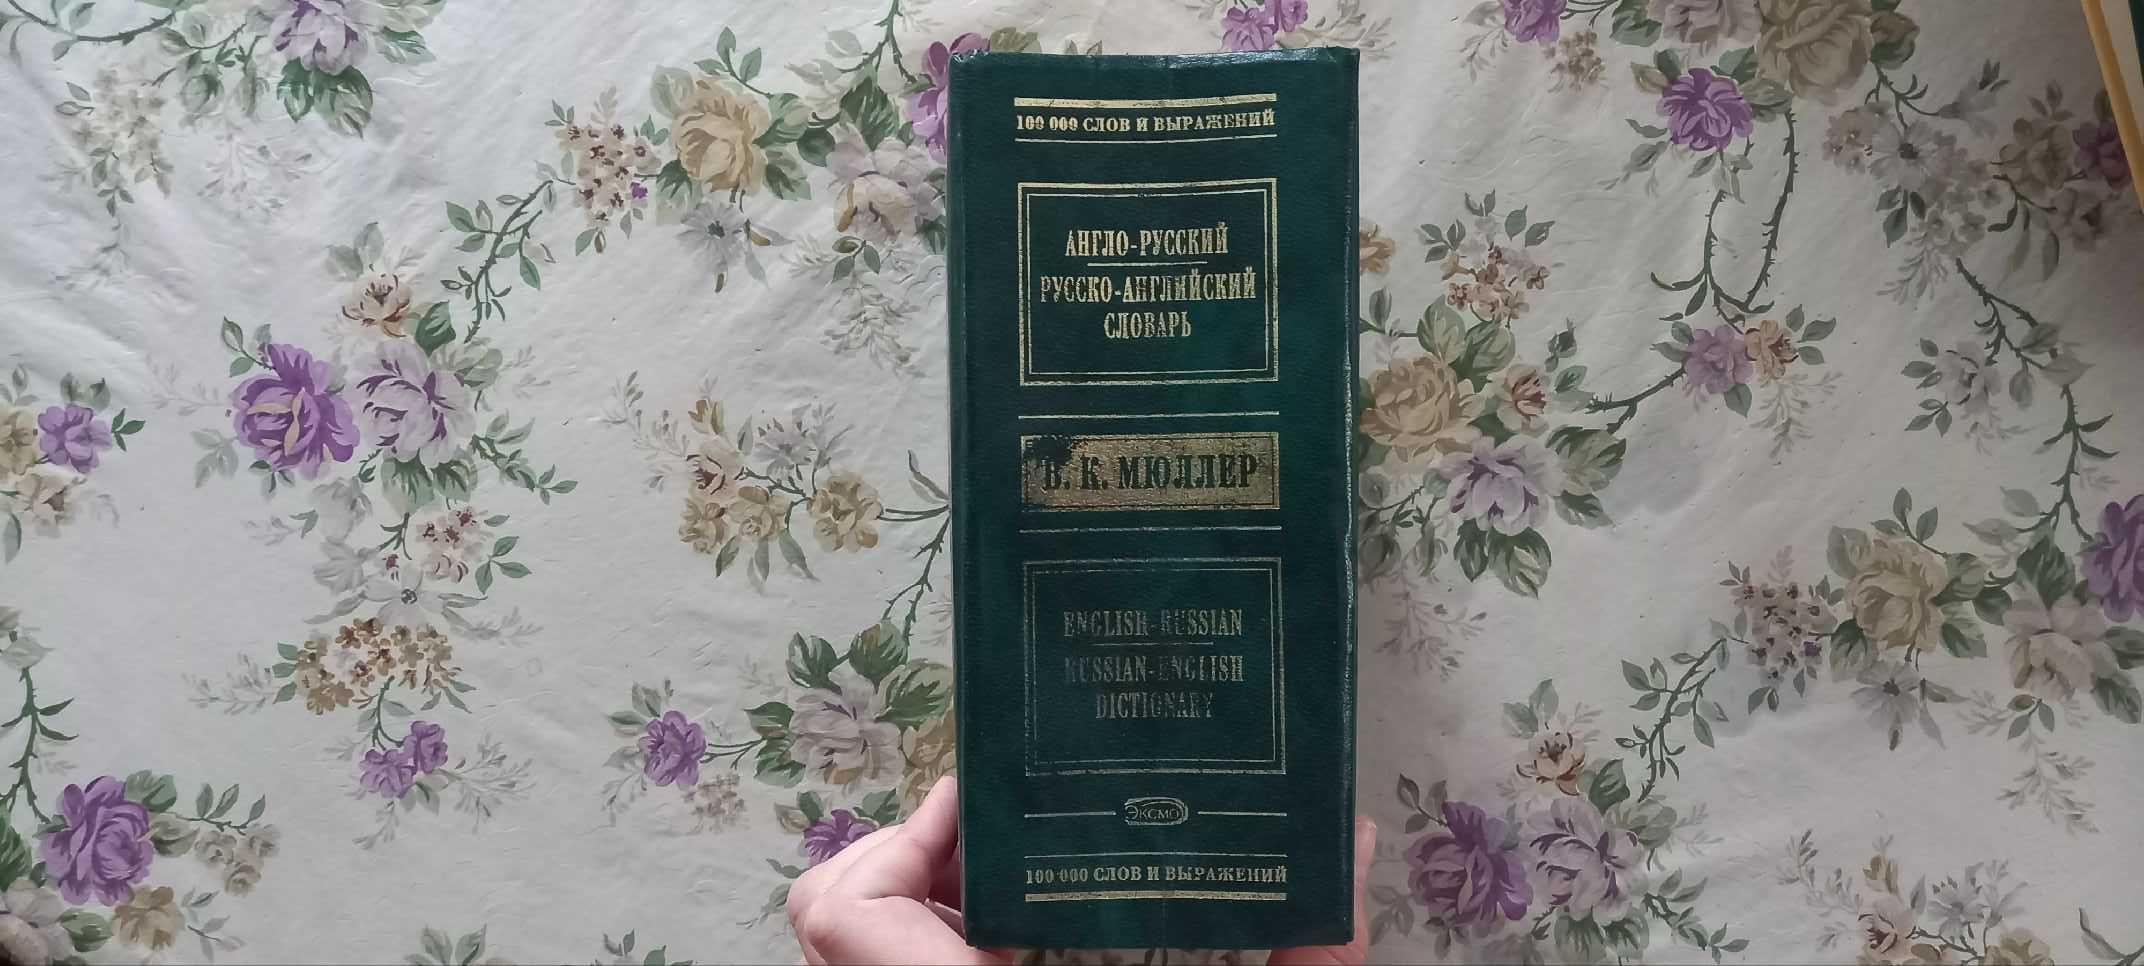 100 000 СЛОВ И ВЫРАЖЕНИЙ
АНГЛО-РУССКИЙ
РУССКО-АНГЛИЙСКИЙ
СЛОВАРЬ
В. К. МЮЛЛЕР
ENGLISH-RUSSIAN
RUSSIAN-ENGLISH
DICTIONARY
ЭКСМО
100 000 СЛОВ И ВЫРАЖЕНИЙ